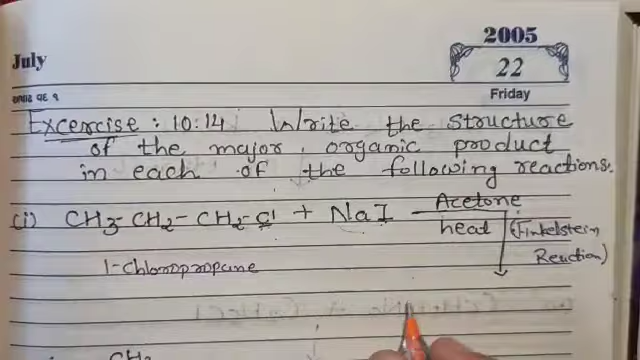 July
2005
22
Friday
Excercise : 10.14 Write the structure
of the major organic product
in each of the following reactions.
(i) CH3-CH2-CH2-Cl + NaI Acetone
heat (Finkelstein
Reaction)
1-chloropropane
CH3